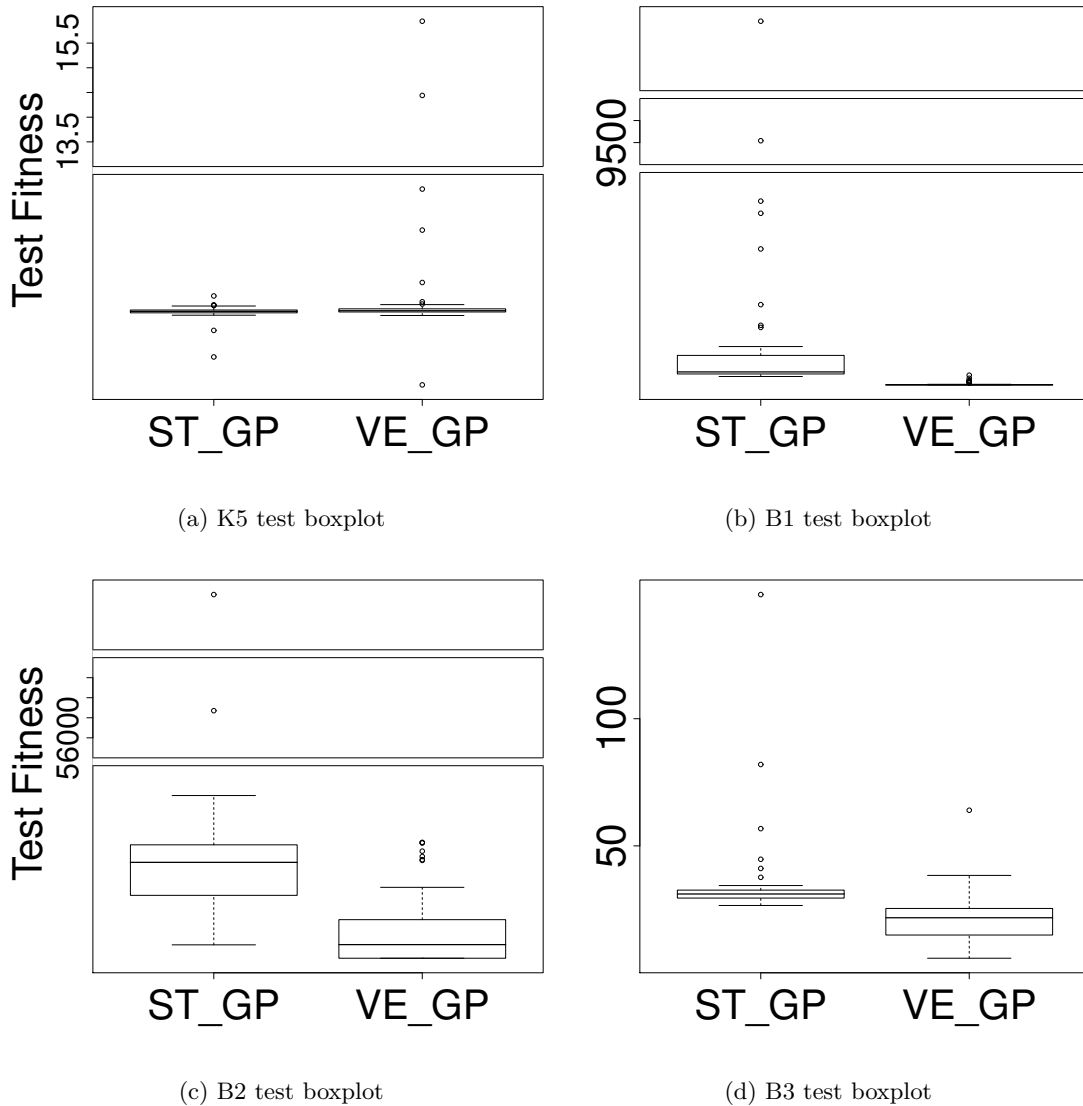 Test Fitness
15.5
13.5
ST_GP VE_GP
(a) K5 test boxplot
9500
ST_GP VE_GP
(b) B1 test boxplot
Test Fitness
56000
ST_GP VE_GP
(c) B2 test boxplot
100
50
ST_GP VE_GP
(d) B3 test boxplot